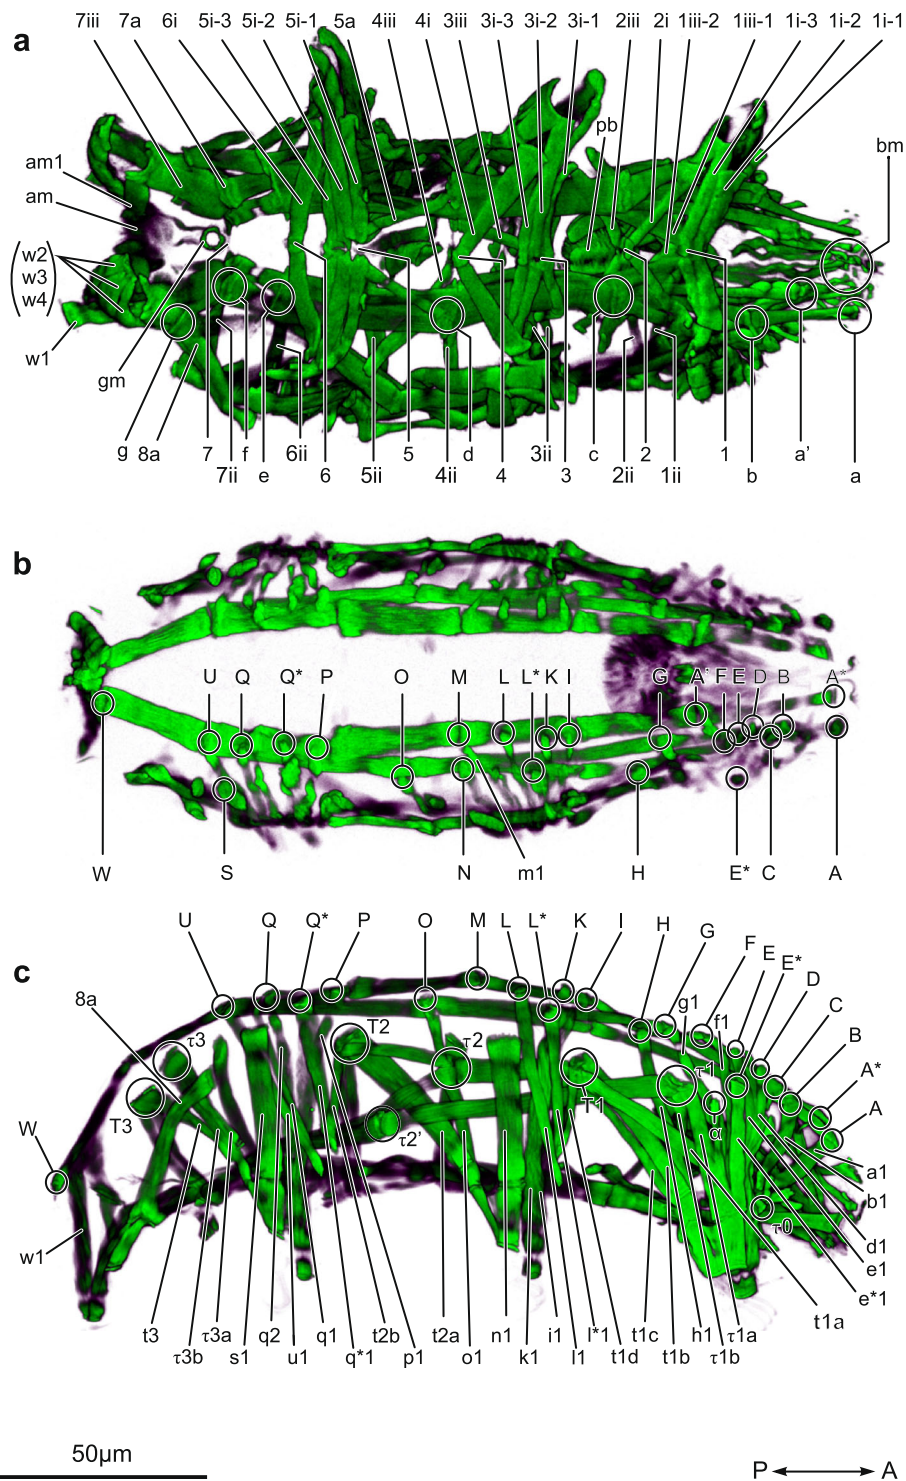 a
7iii 7a 6i 5i-3 5i-2 5i-1 5a 4iii 4i 3iii 3i-3 3i-2 3i-1 2iii 2i 1iii-2 1iii-1 1i-3 1i-2 1i-1
pb
bm
am1
am
w2
w3
w4
w1
gm
g 8a 7 f 6ii 5 d 3ii c 2 1 a'
7ii e 6 5ii 4ii 4 3 2ii 1ii b a
b
U Q Q* P O M L L* K I G A' F E D B A*
W S N m1 H E* C A
c
U Q Q* P O M L L* K I H G F E E* D C B A* A
8a
g1
f1
T3 τ3 T2 τ2 τ2' T1 τ1 α τ0
W
w1
a1
b1
d1
e1
e*1
t1a
t3 τ3a q2 q1 t2b t2a n1 i1 l*1 t1c h1 τ1a
τ3b s1 u1 q*1 p1 o1 k1 l1 t1d t1b τ1b
50μm
P A